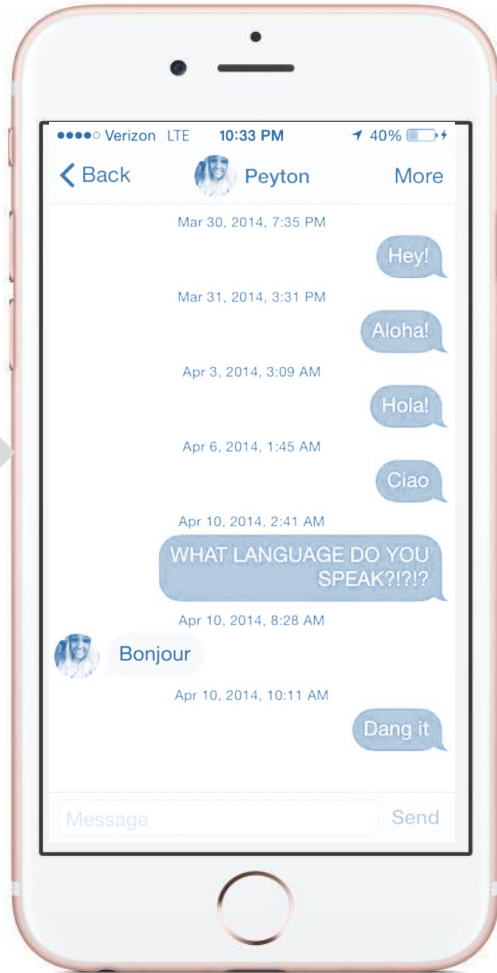 Verizon LTE 10:33 PM 40%
Back Peyton More
Mar 30, 2014, 7:35 PM
Hey!
Mar 31, 2014, 3:31 PM
Aloha!
Apr 3, 2014, 3:09 AM
Hola!
Apr 6, 2014, 1:45 AM
Ciao
Apr 10, 2014, 2:41 AM
WHAT LANGUAGE DO YOU
SPEAK?!?!?
Apr 10, 2014, 8:28 AM
Bonjour
Apr 10, 2014, 10:11 AM
Dang it
Message Send